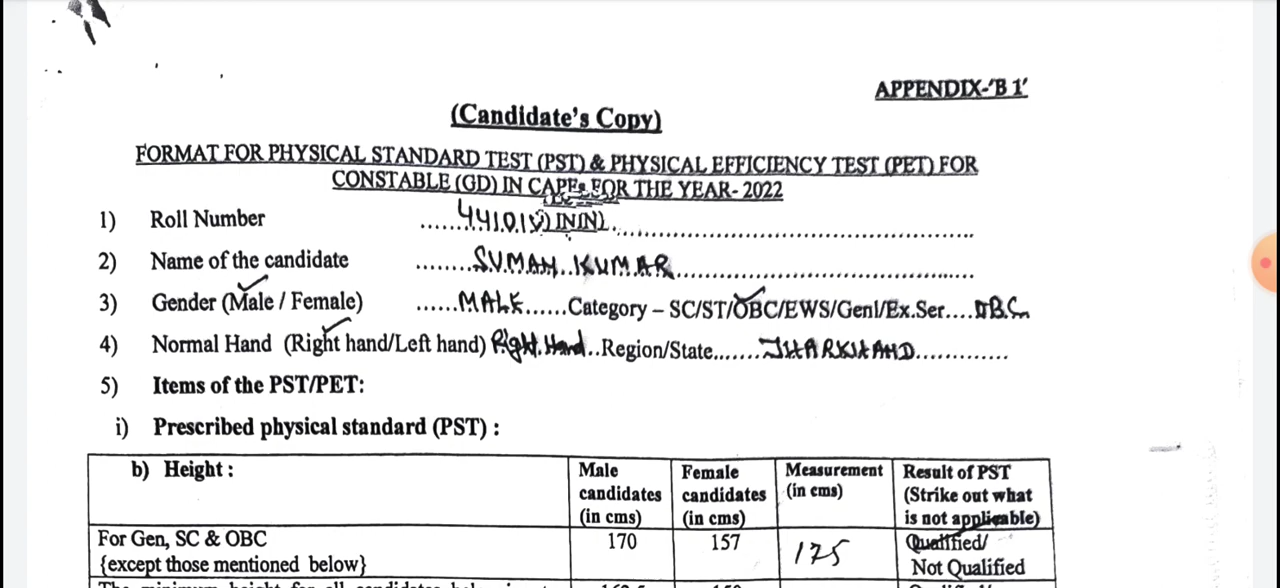 APPENDIX-'B 1'
(Candidate's Copy)
FORMAT FOR PHYSICAL STANDARD TEST (PST) & PHYSICAL EFFICIENCY TEST (PET) FOR
CONSTABLE (GD) IN CAPFs FOR THE YEAR- 2022
1) Roll Number
2) Name of the candidate ........SUMAN..KUMAR..............................................
3) Gender (Male / Female) ......MALE......Category – SC/ST/OBC/EWS/Genl/Ex.Ser....OBC
4) Normal Hand (Right hand/Left hand) Right.Hand..Region/State.......JHARKHAND.............
5) Items of the PST/PET:
i) Prescribed physical standard (PST) :
b) Height : Male Female Measurement Result of PST
candidates candidates (in cms) (Strike out what
(in cms) (in cms) is not applicable)
For Gen, SC & OBC 170 157 175 Qualified/
{except those mentioned below} Not Qualified